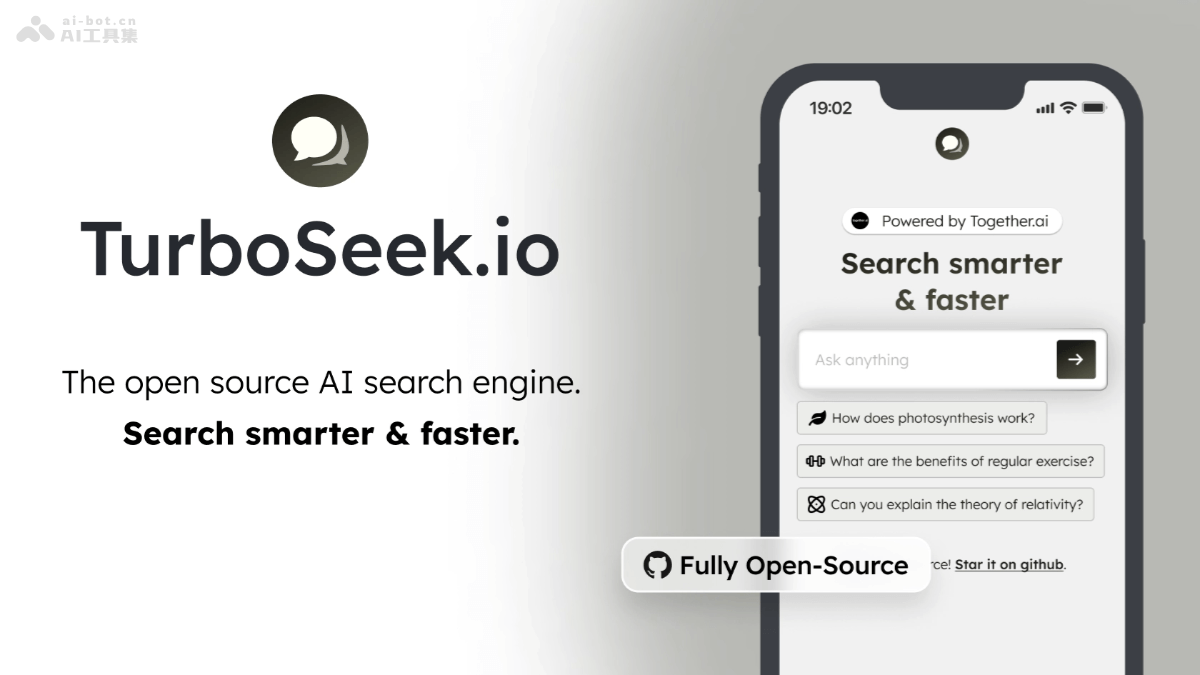 ai-bot.cn
AI工具集
TurboSeek.io
The open source AI search engine.
Search smarter & faster.
19:02
Powered by Together.ai
Search smarter
& faster
Ask anything
How does photosynthesis work?
What are the benefits of regular exercise?
Can you explain the theory of relativity?
Fully Open-Source
rce! Star it on github.